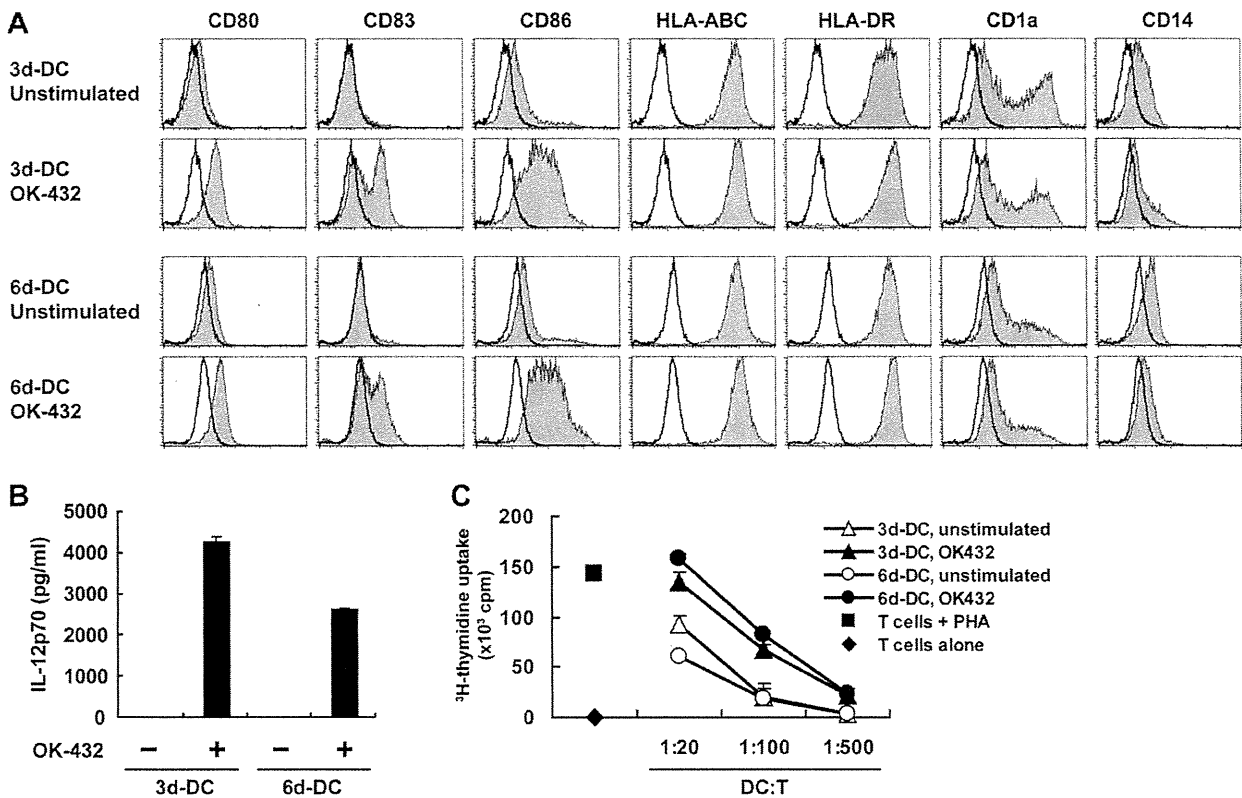 A
CD80 CD83 CD86 HLA-ABC HLA-DR CD1a CD14
3d-DC
Unstimulated
3d-DC
OK-432
6d-DC
Unstimulated
6d-DC
OK-432
B
IL-12p70 (pg/ml)
5000
4000
3000
2000
1000
0
OK-432 − + − +
3d-DC 6d-DC
C
³H-thymidine uptake
(x10³ cpm)
200
150
100
50
0
1:20 1:100 1:500
DC:T
3d-DC, unstimulated
3d-DC, OK432
6d-DC, unstimulated
6d-DC, OK432
T cells + PHA
T cells alone